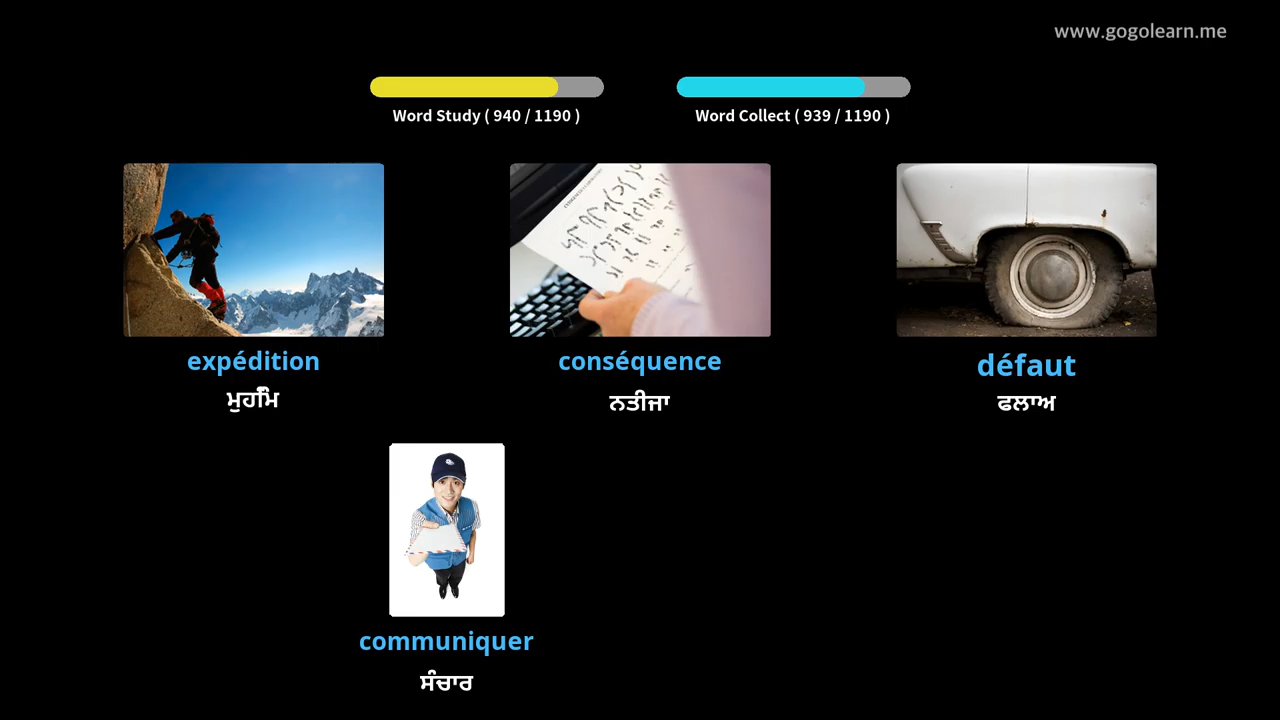 www.gogolearn.me
Word Study ( 940 / 1190 )
Word Collect ( 939 / 1190 )
expédition
ਮੁਹਿੰਮ
conséquence
ਨਤੀਜਾ
défaut
ਫਲਾਅ
communiquer
ਸੰਚਾਰ